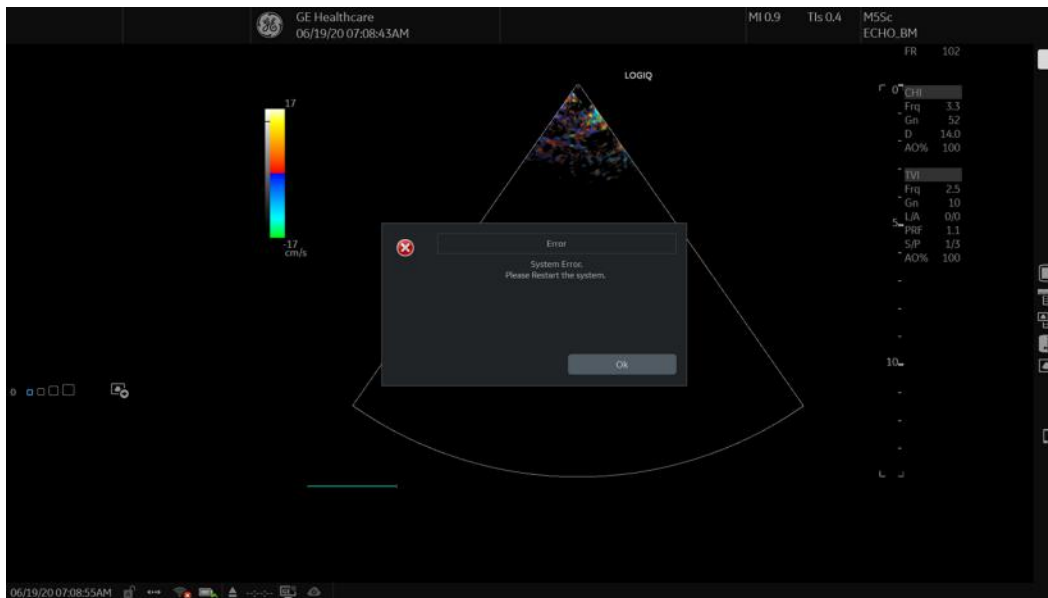 GE Healthcare
06/19/20 07:08:43AM
MI 0.9 TIs 0.4 M5Sc
ECHO_BM
FR 102
LOGIQ
17
-17
cm/s
0
CHI
Frq 3.3
Gn 52
D 14.0
AO% 100
TVI
Frq 2.5
Gn 10
L/A 0/0
PRF 1.1
S/P 1/3
AO% 100
5
10
Error
System Error.
Please Restart the system.
Ok
0
06/19/20 07:08:55AM
--:--:--